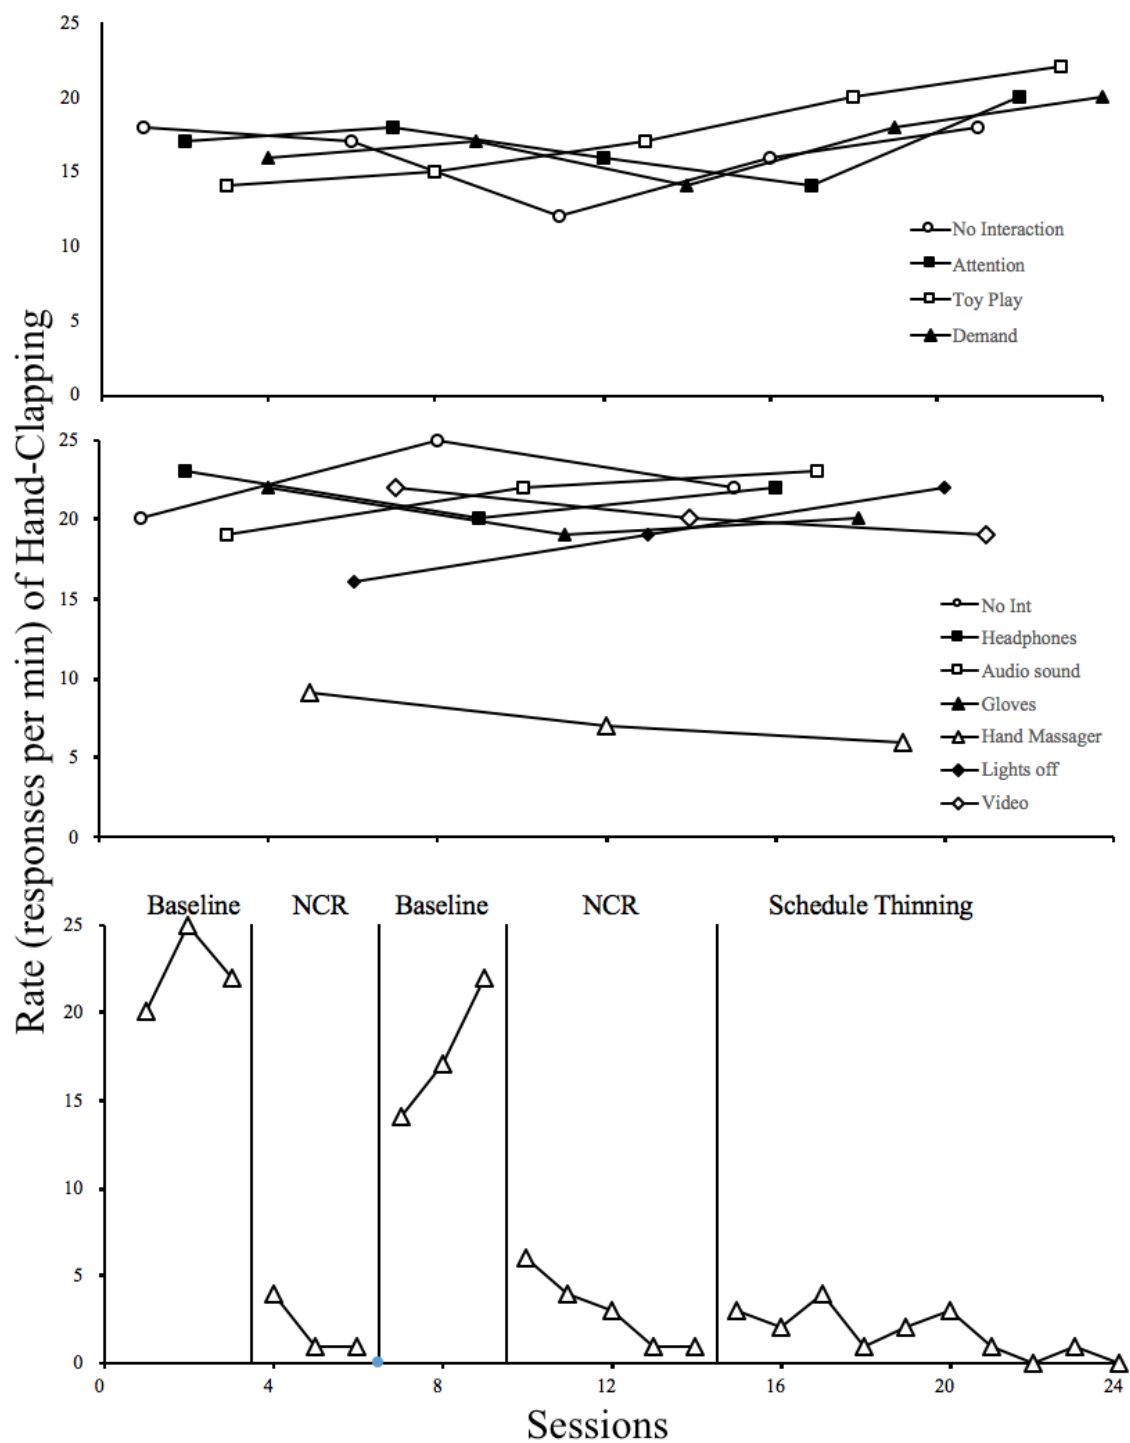 25
20
15
10
5
0
No Interaction
Attention
Toy Play
Demand
Rate (responses per min) of Hand-Clapping
25
20
15
10
5
0
No Int
Headphones
Audio sound
Gloves
Hand Massager
Lights off
Video
Baseline NCR Baseline NCR Schedule Thinning
25
20
15
10
5
0
0 4 8 12 16 20 24
Sessions